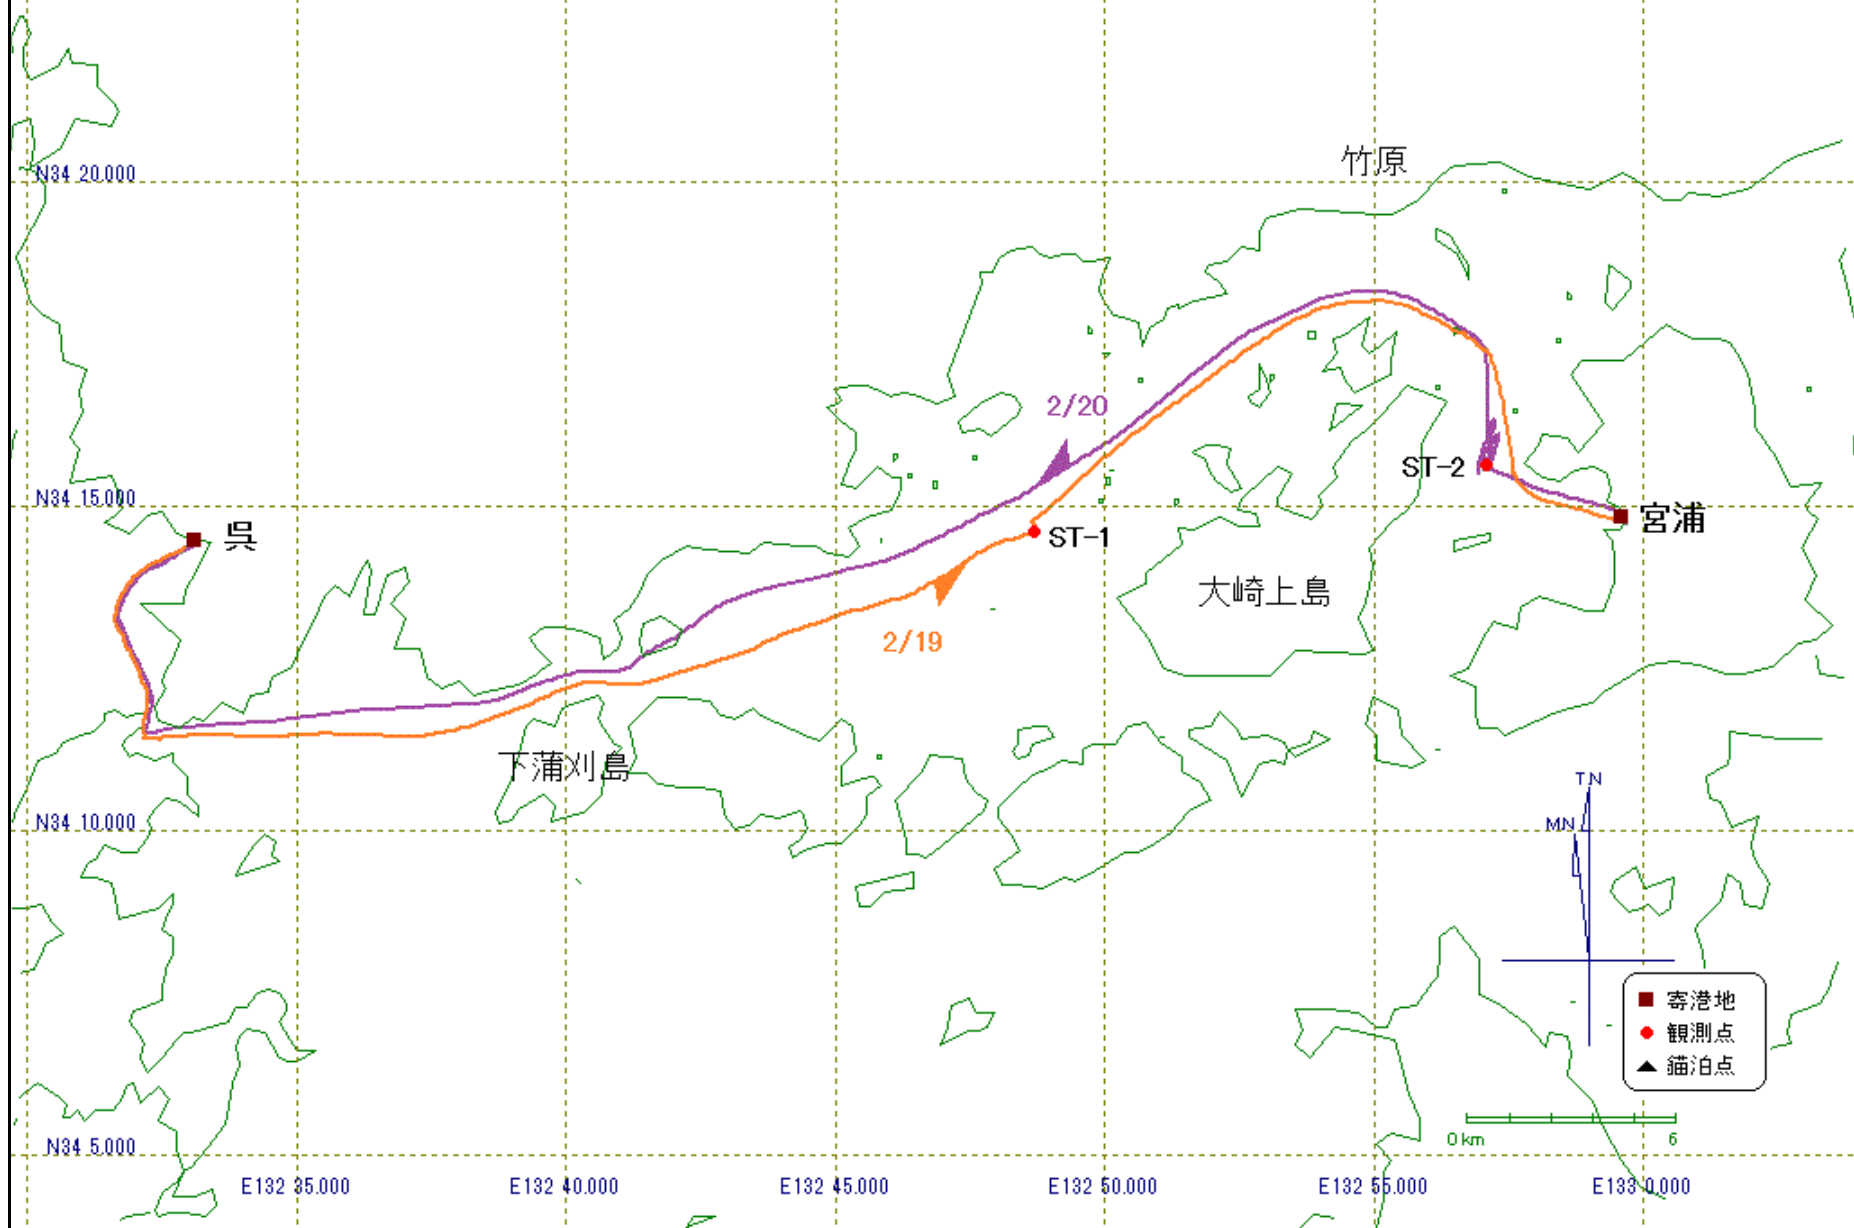 竹原
N34 20.000
2/20
ST-2
N34 15.000
宮浦
呉
ST-1
大崎上島
2/19
下蒲刈島
TN
N34 10.000
MN
寄港地
観測点
錨泊点
0 km 6
N34 5.000
E132 35.000 E132 40.000 E132 45.000 E132 50.000 E132 55.000 E133 0.000